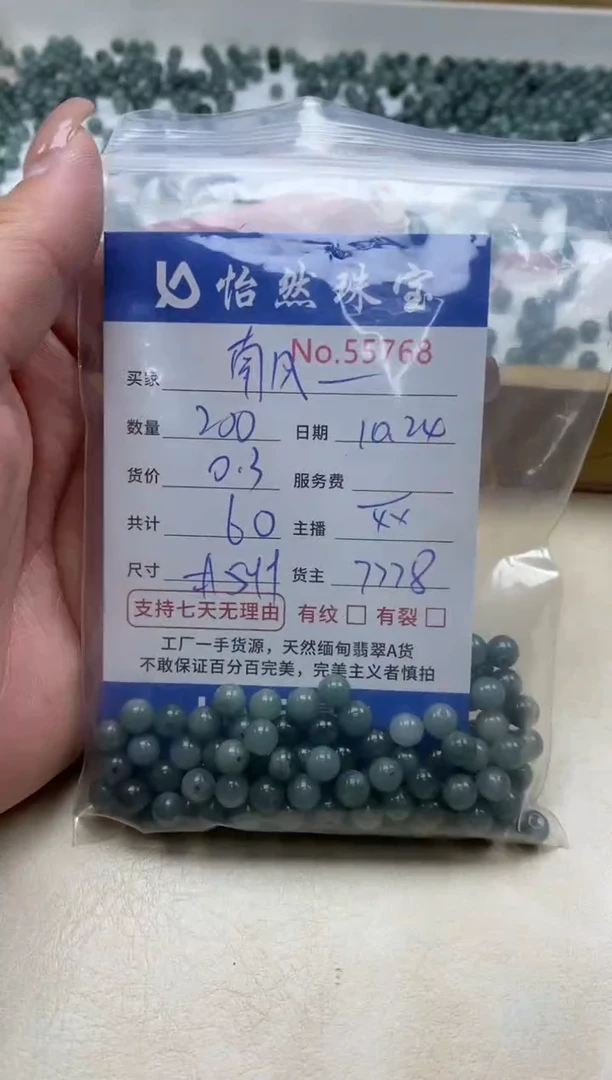 怡然珠宝
No.55768
买家 南风一
数量 200 日期 10.24
货价 0.3 服务费
共计 60 主播
尺寸 货主 7778
支持七天无理由 有纹 有裂
工厂一手货源，天然缅甸翡翠A货
不敢保证百分百完美，完美主义者慎拍